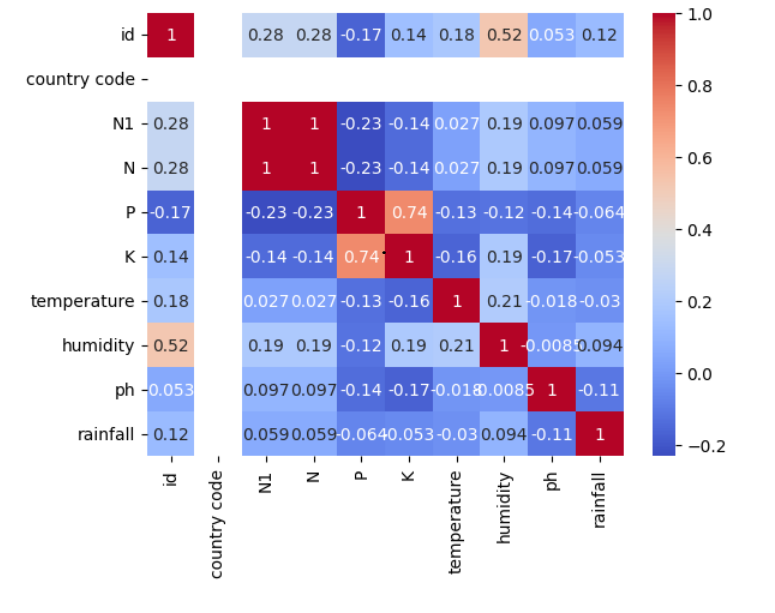 id 1 0.28 0.28 -0.17 0.14 0.18 0.52 0.053 0.12
country code
N1 0.28 1 1 -0.23 -0.14 0.027 0.19 0.097 0.059
N 0.28 1 1 -0.23 -0.14 0.027 0.19 0.097 0.059
P -0.17 -0.23 -0.23 1 0.74 -0.13 -0.12 -0.14 -0.064
K 0.14 -0.14 -0.14 0.74 1 -0.16 0.19 -0.17 -0.053
temperature 0.18 0.027 0.027 -0.13 -0.16 1 0.21 -0.018 -0.03
humidity 0.52 0.19 0.19 -0.12 0.19 0.21 1 -0.0085 0.094
ph 0.053 0.097 0.097 -0.14 -0.17 -0.018 -0.0085 1 -0.11
rainfall 0.12 0.059 0.059 -0.064 -0.053 -0.03 0.094 -0.11 1
id
country code
N1
N
P
K
temperature
humidity
ph
rainfall
1.0
0.8
0.6
0.4
0.2
0.0
−0.2